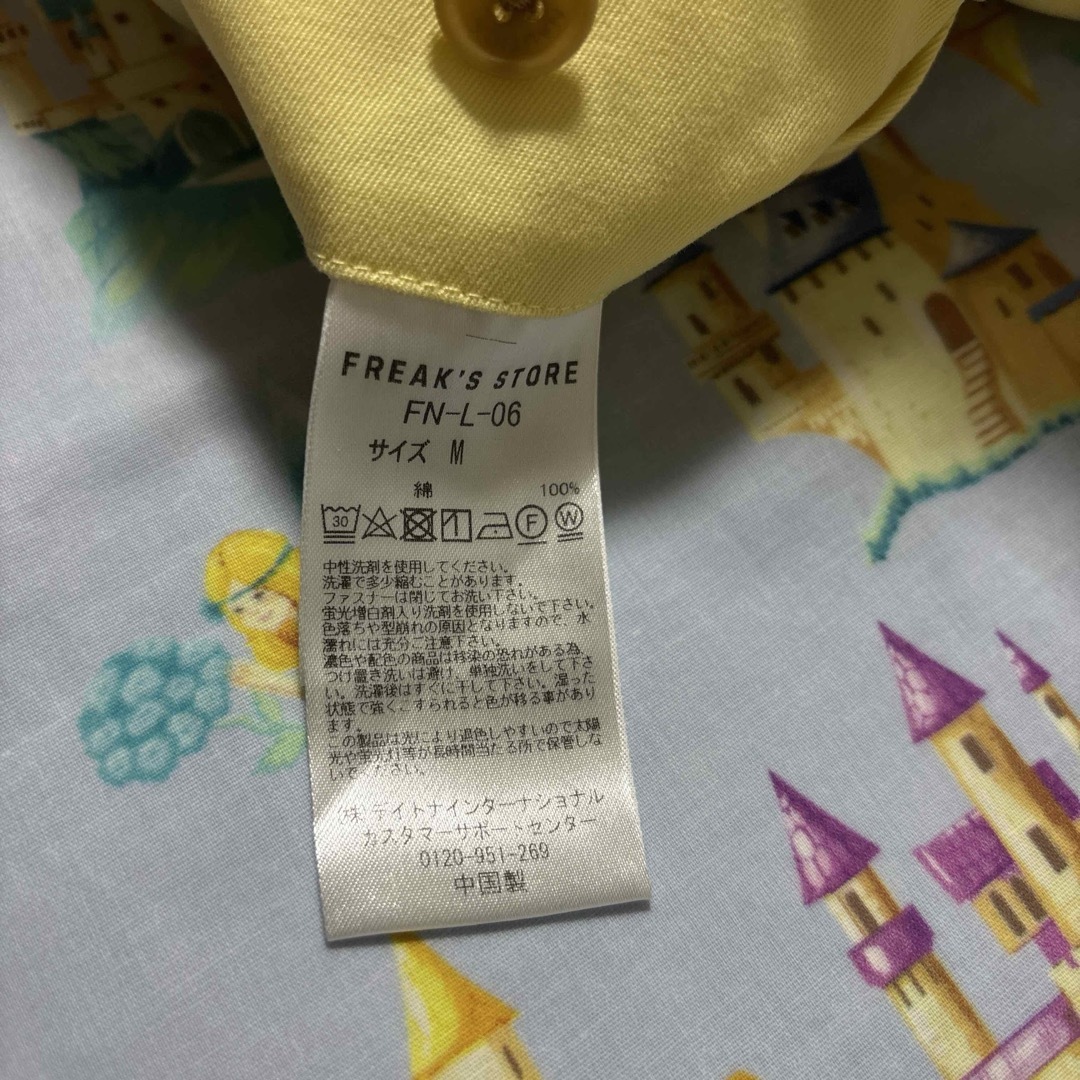 FREAK'S STORE
FN-L-06
サイズ M
綿 100%
30 F W
中性洗剤を使用してください。
洗濯で多少縮むことがあります。
ファスナーは閉じてお洗い下さい。
蛍光増白剤入り洗剤を使用しないで下さい。
色落ちや型崩れの原因となりますので、水
濡れには充分ご注意下さい。
濃色や配色の商品は移染の恐れがある為、
つけ置き洗いは避け、単独洗いをして下さ
い。洗濯後はすぐに干して下さい。湿った
状態で強くこすられると色が移る事があり
ます。
この製品は光により退色しやすいので太陽
光や蛍光灯等が長時間当たる所で保管しな
いでください。
(株)デイトナインターナショナル
カスタマーサポートセンター
0120-951-269
中国製